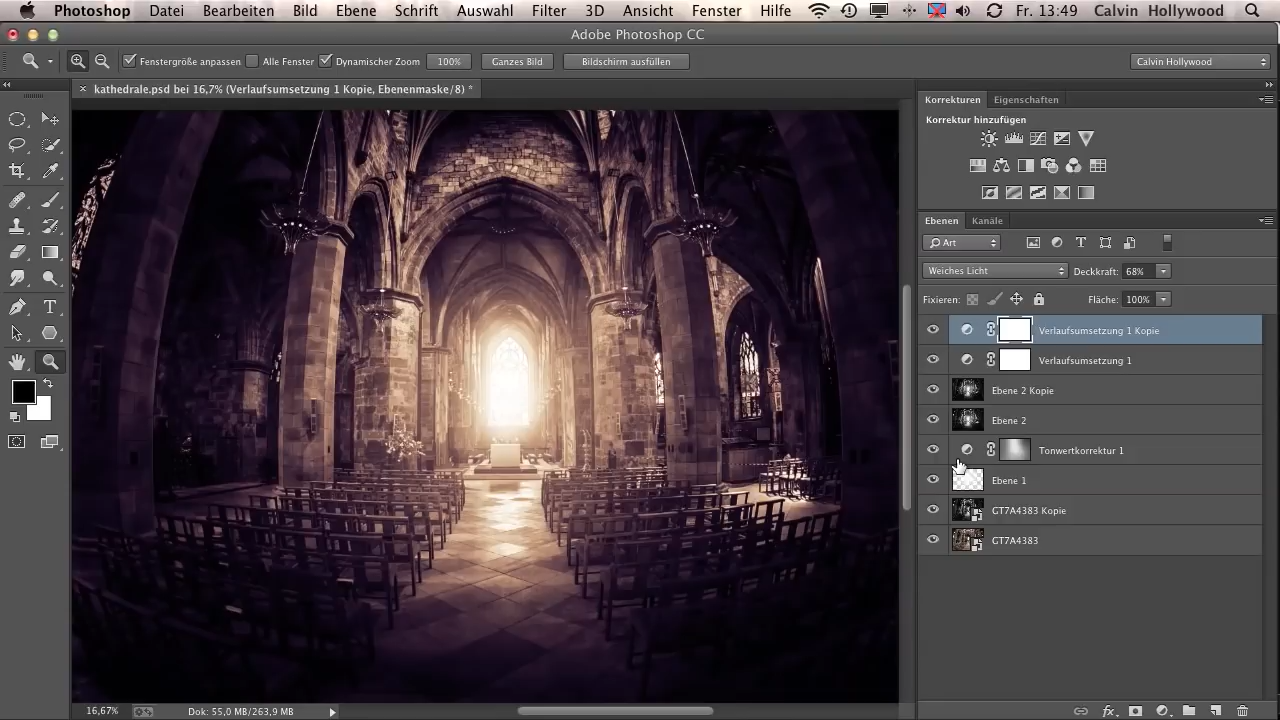 Photoshop Datei Bearbeiten Bild Ebene Schrift Auswahl Filter 3D Ansicht Fenster Hilfe Fr. 13:49 Calvin Hollywood
Adobe Photoshop CC
Fenstergröße anpassen Alle Fenster Dynamischer Zoom 100% Ganzes Bild Bildschirm ausfüllen Calvin Hollywood
kathedrale.psd bei 16,7% (Verlaufsumsetzung 1 Kopie, Ebenenmaske/8) *
Korrekturen Eigenschaften
Korrektur hinzufügen
Ebenen Kanäle
Art T
Weiches Licht Deckkraft: 68%
Fixieren: Fläche: 100%
Verlaufsumsetzung 1 Kopie
Verlaufsumsetzung 1
Ebene 2 Kopie
Ebene 2
Tonwertkorrektur 1
Ebene 1
GT7A4383 Kopie
GT7A4383
T
16,67% Dok: 55,0 MB/263,9 MB
fx